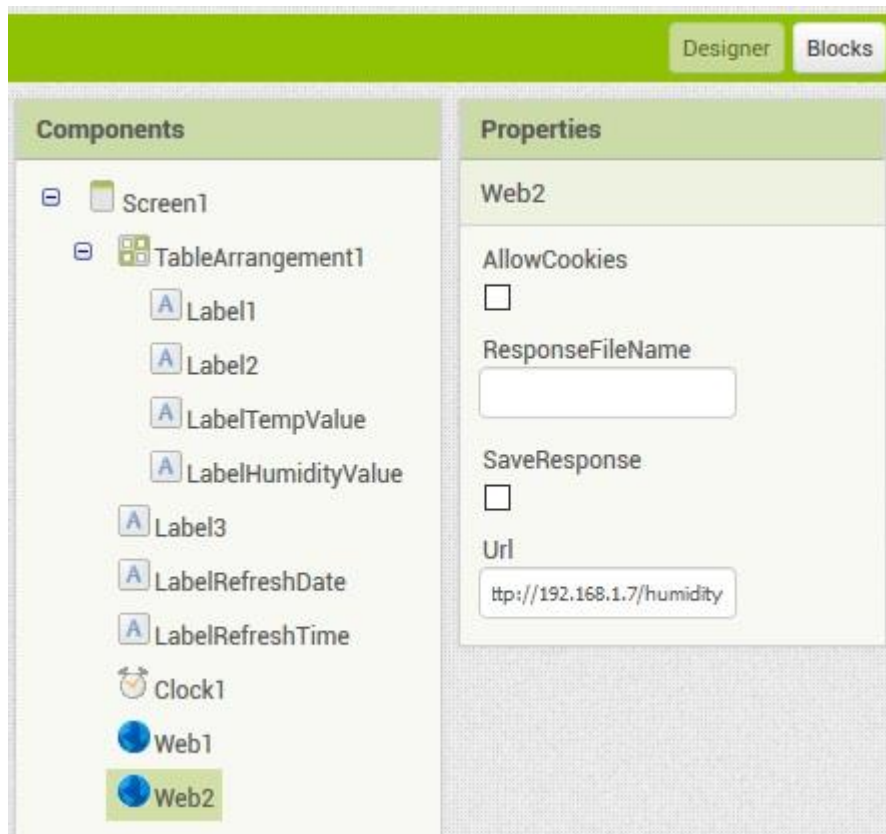 Designer
Blocks
Components
Screen1
TableArrangement1
A Label1
A Label2
A LabelTempValue
A LabelHumidityValue
A Label3
A LabelRefreshDate
A LabelRefreshTime
Clock1
Web1
Web2
Properties
Web2
AllowCookies
ResponseFileName
SaveResponse
Url
ttp://192.168.1.7/humidity